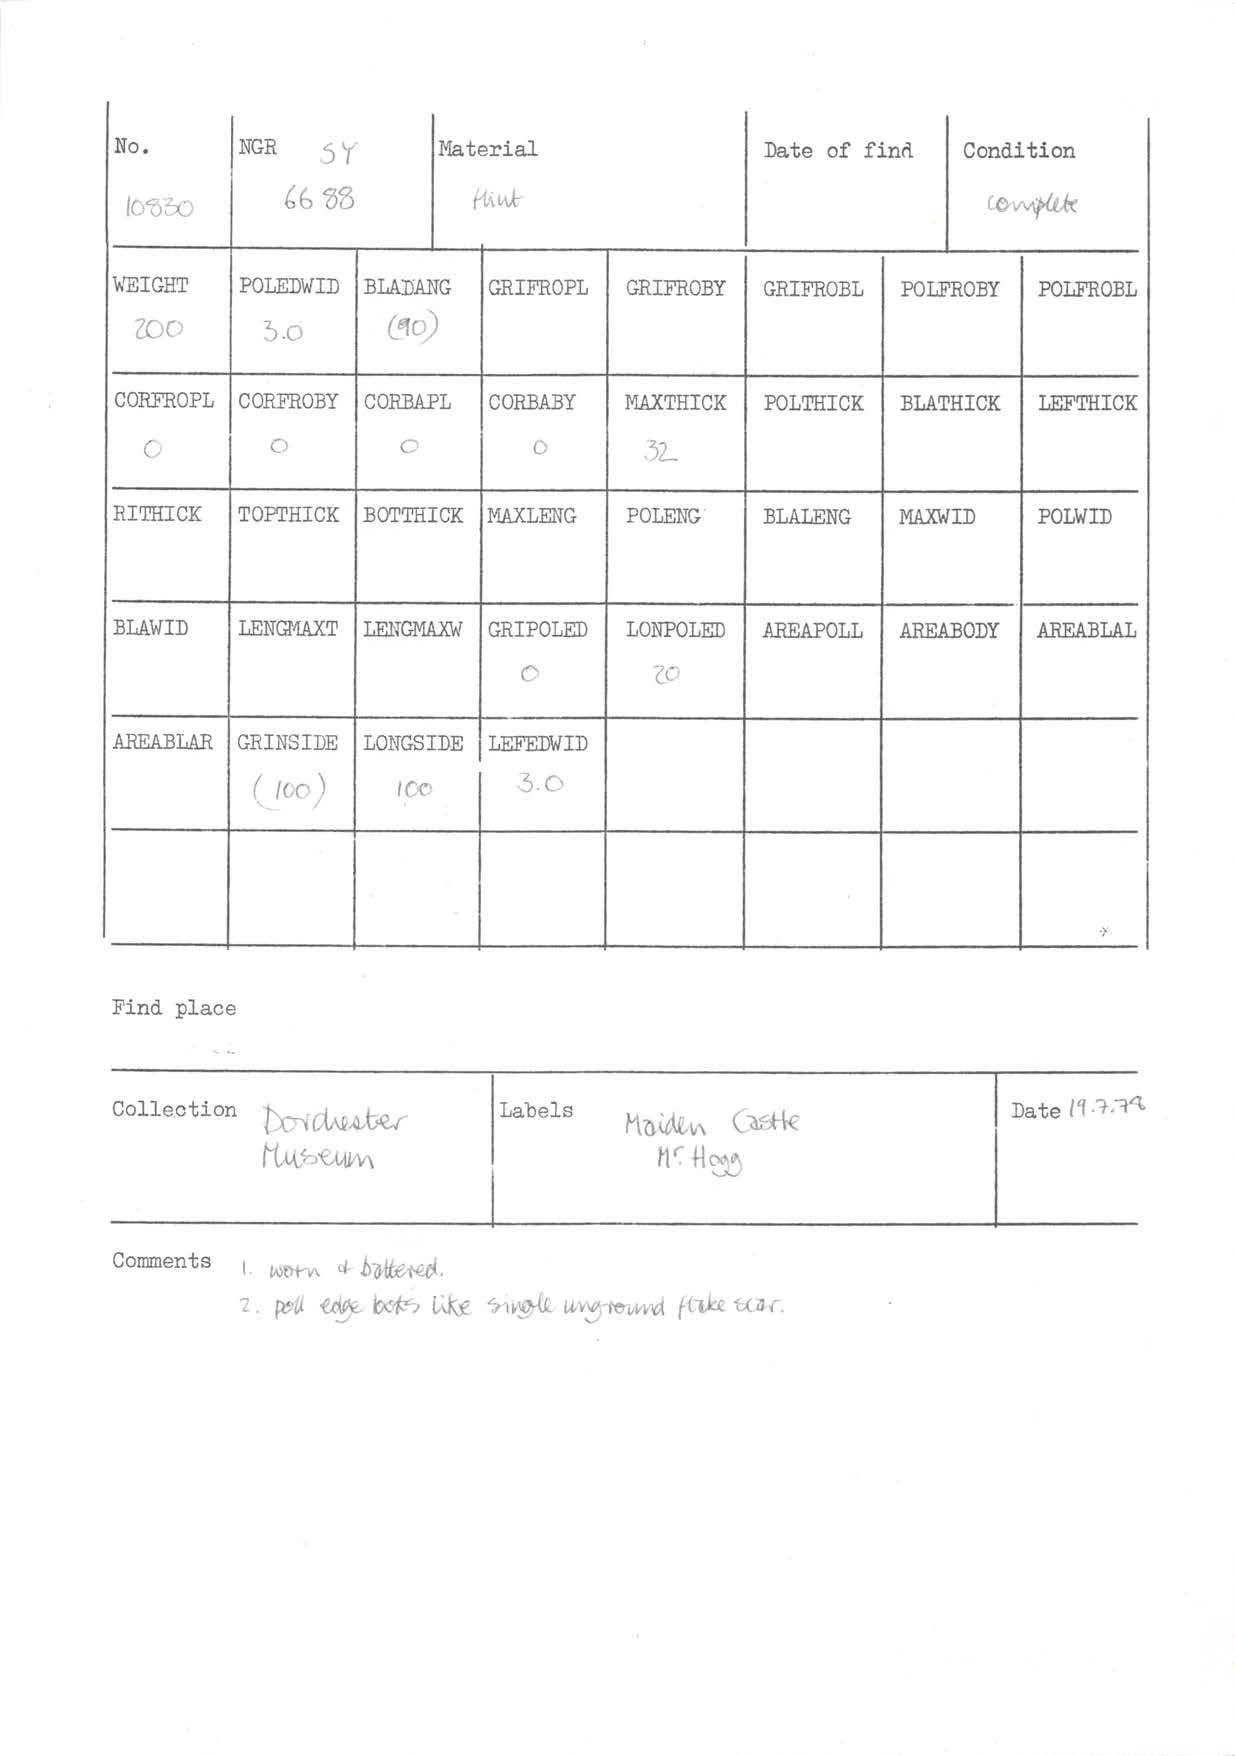 No. NGR SY Material Date of find Condition
10830 66 88 flint complete
WEIGHT POLEDWID BLADANG GRIFROPL GRIFROBY GRIFROBL POLFROBY POLFROBL
200 3.0 (90)
CORFROPL CORFROBY CORBAPL CORBABY MAXTHICK POLTHICK BLATHICK LEFTHICK
0 0 0 0 32
RITHICK TOPTHICK BOTTHICK MAXLENG POLENG BLALENG MAXWID POLWID
BLAWID LENGMAXT LENGMAXW GRIPOLED LONPOLED AREAPOLL AREABODY AREABLAL
0 20
AREABLAR GRINSIDE LONGSIDE LEFEDWID
(100) 100 3.0
Find place
Collection Dorchester Labels Maiden Castle Date 19.7.78
Museum Mr. Hogg
Comments 1. worn & battered.
2. poll edge looks like single unground flake scar.